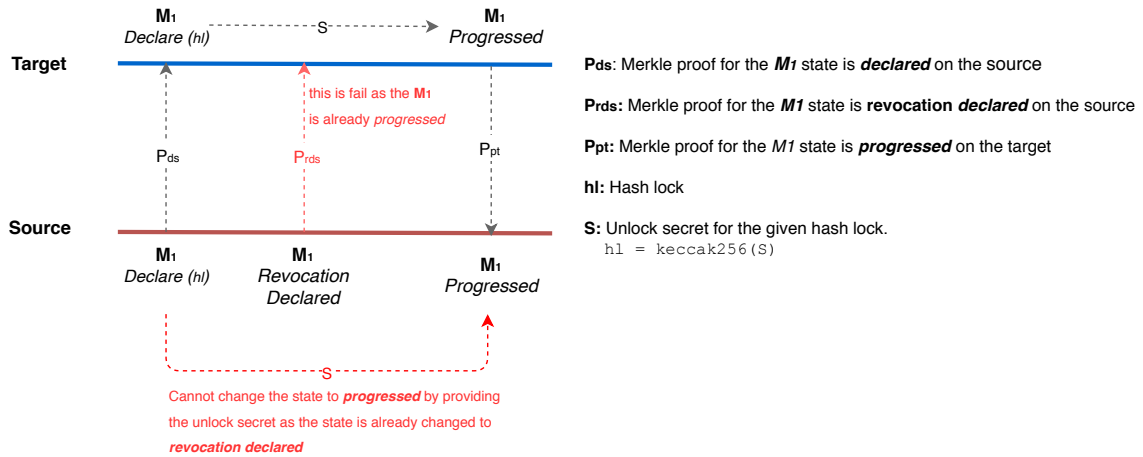 M1
Declare (hl)
S
M1
Progressed
Target
this is fail as the M1
is already progressed
Pds
Prds
Ppt
Source
M1
Declare (hl)
M1
Revocation
Declared
M1
Progressed
S
Cannot change the state to progressed by providing
the unlock secret as the state is already changed to
revocation declared
Pds: Merkle proof for the M1 state is declared on the source
Prds: Merkle proof for the M1 state is revocation declared on the source
Ppt: Merkle proof for the M1 state is progressed on the target
hl: Hash lock
S: Unlock secret for the given hash lock.
hl = keccak256(S)